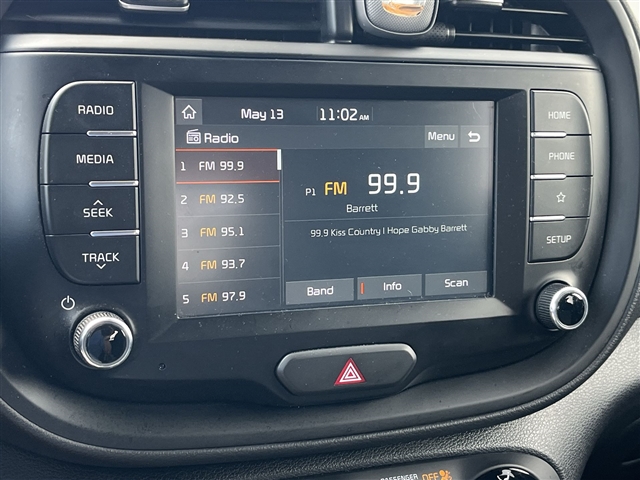 RADIO
MEDIA
SEEK
TRACK
May 13 11:02 AM
Radio Menu
1 FM 99.9
2 FM 92.5
3 FM 95.1
4 FM 93.7
5 FM 97.9
P1 FM 99.9
Barrett
99.9 Kiss Country I Hope Gabby Barrett
Band Info Scan
HOME
PHONE
SETUP
PASSENGER OFF